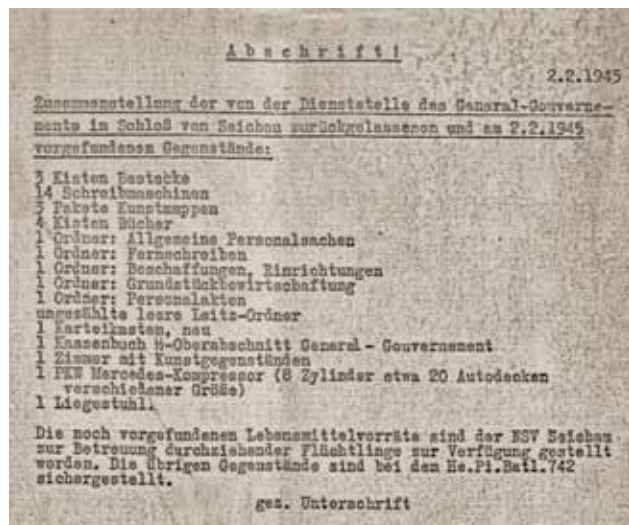 Abschrift!
2.2.1945
Zusammenstellung der von der Dienststelle des General-Gouverne-
ments im Schloß von Seichau zurückgelassenen und am 2.2.1945
vorgefundenen Gegenstände:
3 Kisten Bestecke
14 Schreibmaschinen
3 Pakete Kunstmappen
4 Kisten Bücher
1 Ordner: Allgemeine Personalsachen
1 Ordner: Fernschreiben
1 Ordner: Beschaffungen, Einrichtungen
1 Ordner: Grundstückbewirtschaftung
1 Ordner: Personalakten
ungezählte leere Leitz-Ordner
1 Karteikasten, neu
1 Kassenbuch ᛋᛋ-Oberabschnitt General - Gouvernement
1 Zimmer mit Kunstgegenständen
1 PKW Mercedes-Kompressor (8 Zylinder etwa 20 Autodecken
verschiedener Größe)
1 Liegestuhl.
Die noch vorgefundenen Lebensmittelvorräte sind der NSV Seichau
zur Betreuung durchziehender Flüchtlinge zur Verfügung gestellt
worden. Die übrigen Gegenstände sind bei dem He.Pi.Batl.742
sichergestellt.
gez. Unterschrift